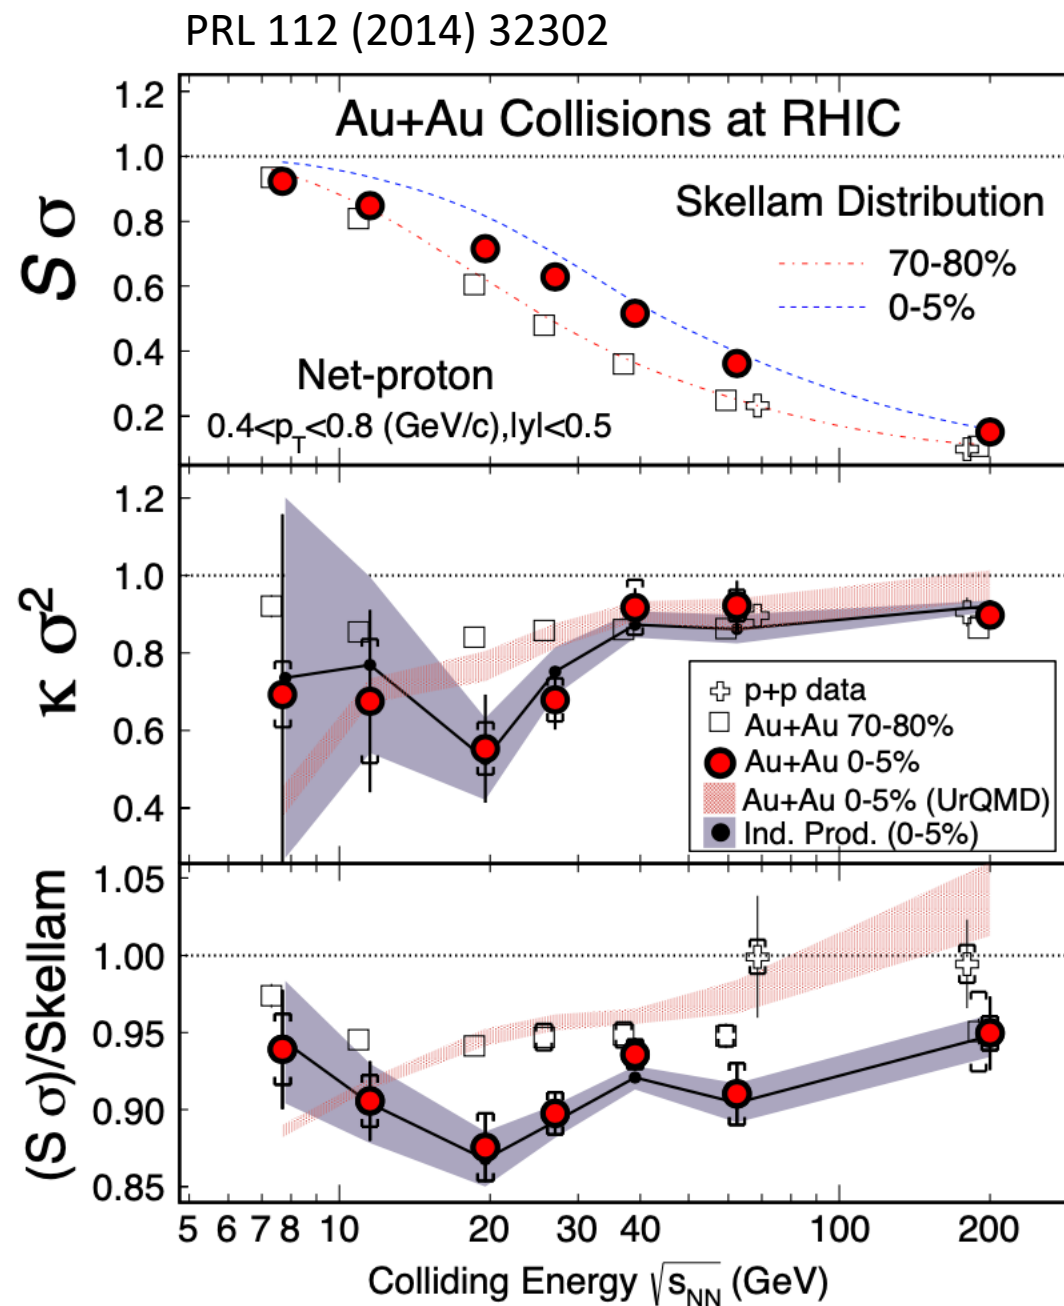 PRL 112 (2014) 32302
1.2
Au+Au Collisions at RHIC
1.0
Skellam Distribution
0.8
70-80%
S σ
0.6
0-5%
0.4
Net-proton
0.4<p_T<0.8 (GeV/c),|y|<0.5
0.2
1.2
1.0
κ σ²
0.8
p+p data
Au+Au 70-80%
0.6
Au+Au 0-5%
Au+Au 0-5% (UrQMD)
0.4
Ind. Prod. (0-5%)
1.05
1.00
(S σ)/Skellam
0.95
0.90
0.85
5 6 7 8 10 20 30 40 100 200
Colliding Energy √s_NN (GeV)